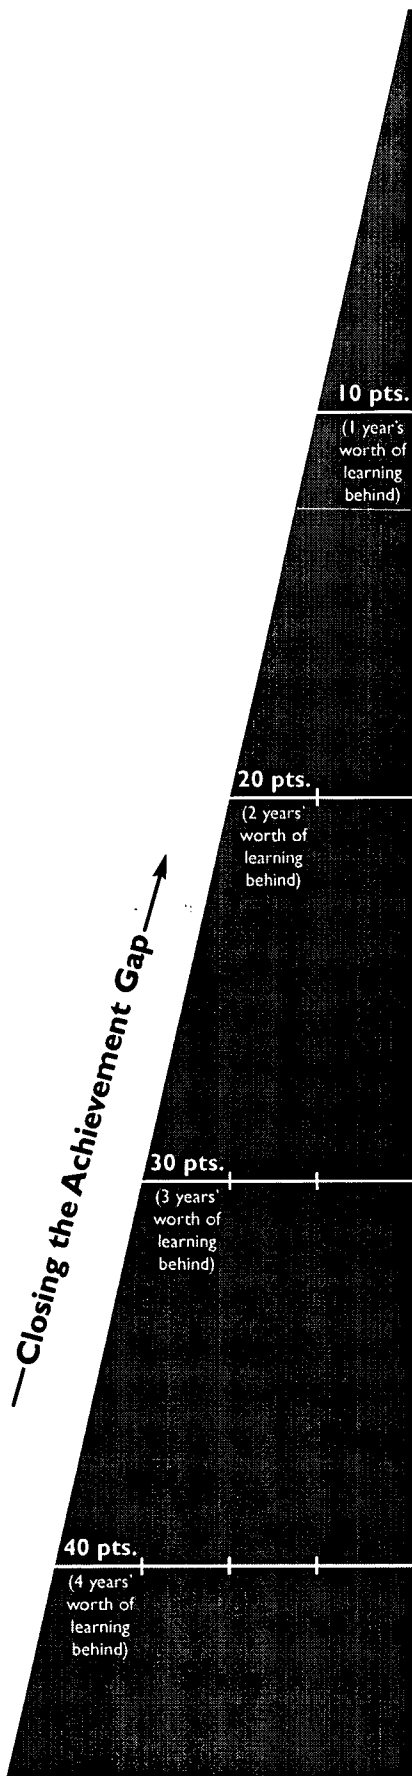 10 pts.
(1 year's
worth of
learning
behind)
20 pts.
(2 years'
worth of
learning
behind)
Closing the Achievement Gap
30 pts.
(3 years'
worth of
learning
behind)
40 pts.
(4 years'
worth of
learning
behind)